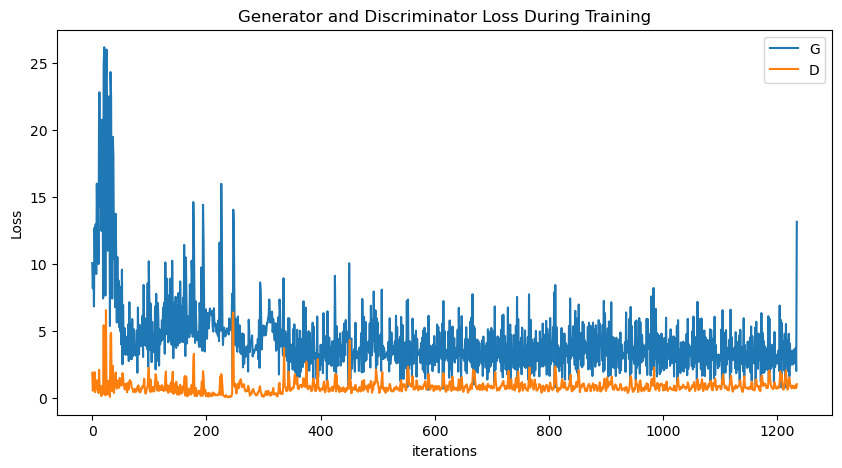 Generator and Discriminator Loss During Training
G
D
25
20
15
10
5
0
Loss
0 200 400 600 800 1000 1200
iterations